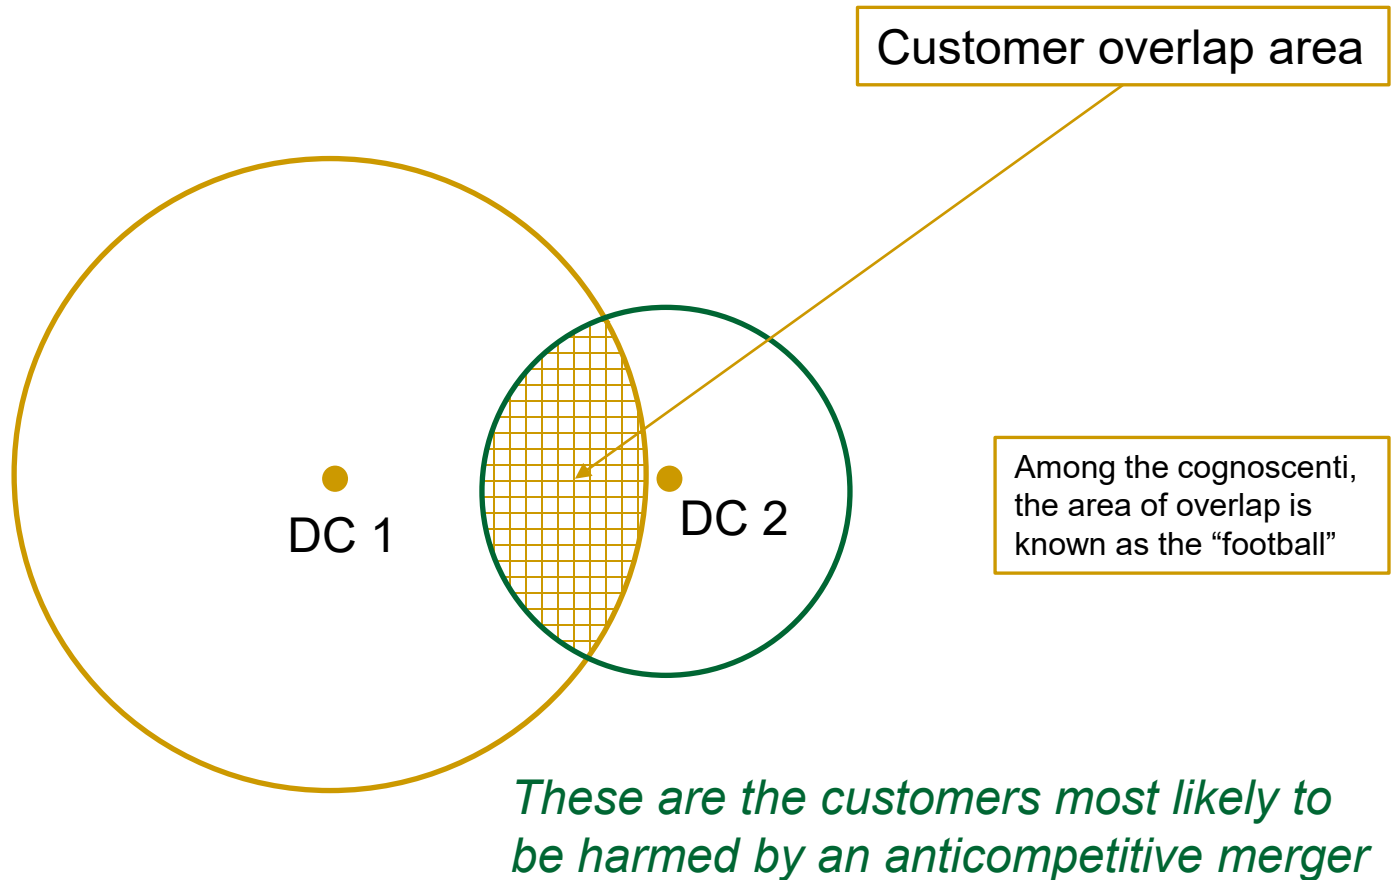 Customer overlap area
DC 1
DC 2
Among the cognoscenti,
the area of overlap is
known as the “football”
These are the customers most likely to
be harmed by an anticompetitive merger